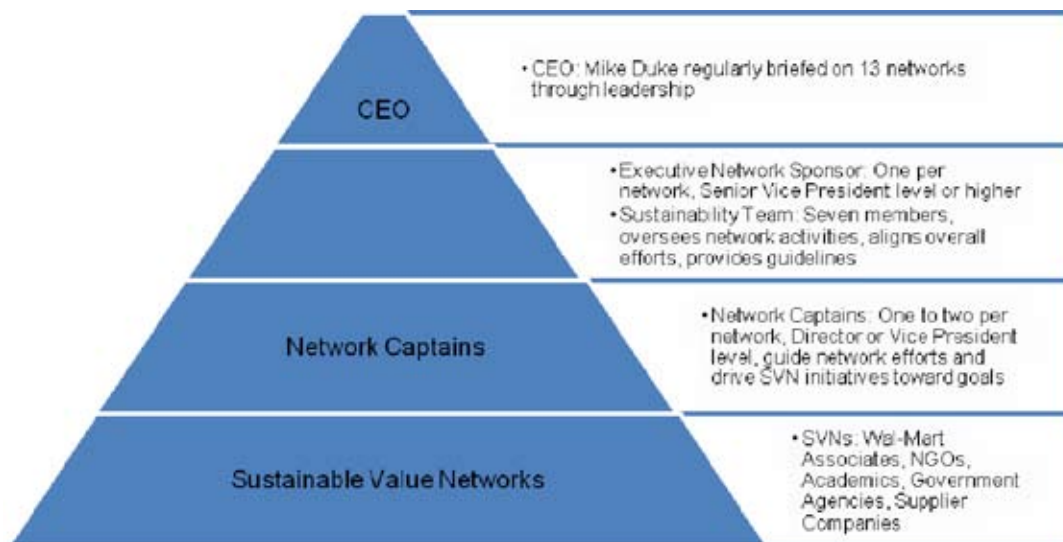 CEO
• CEO: Mike Duke regularly briefed on 13 networks
through leadership
• Executive Network Sponsor: One per
network, Senior Vice President level or higher
• Sustainability Team: Seven members,
oversees network activities, aligns overall
efforts, provides guidelines
Network Captains
• Network Captains: One to two per
network, Director or Vice President
level, guide network efforts and
drive SVN initiatives toward goals
Sustainable Value Networks
• SVNs: Wal-Mart
Associates, NGOs,
Academics, Government
Agencies, Supplier
Companies